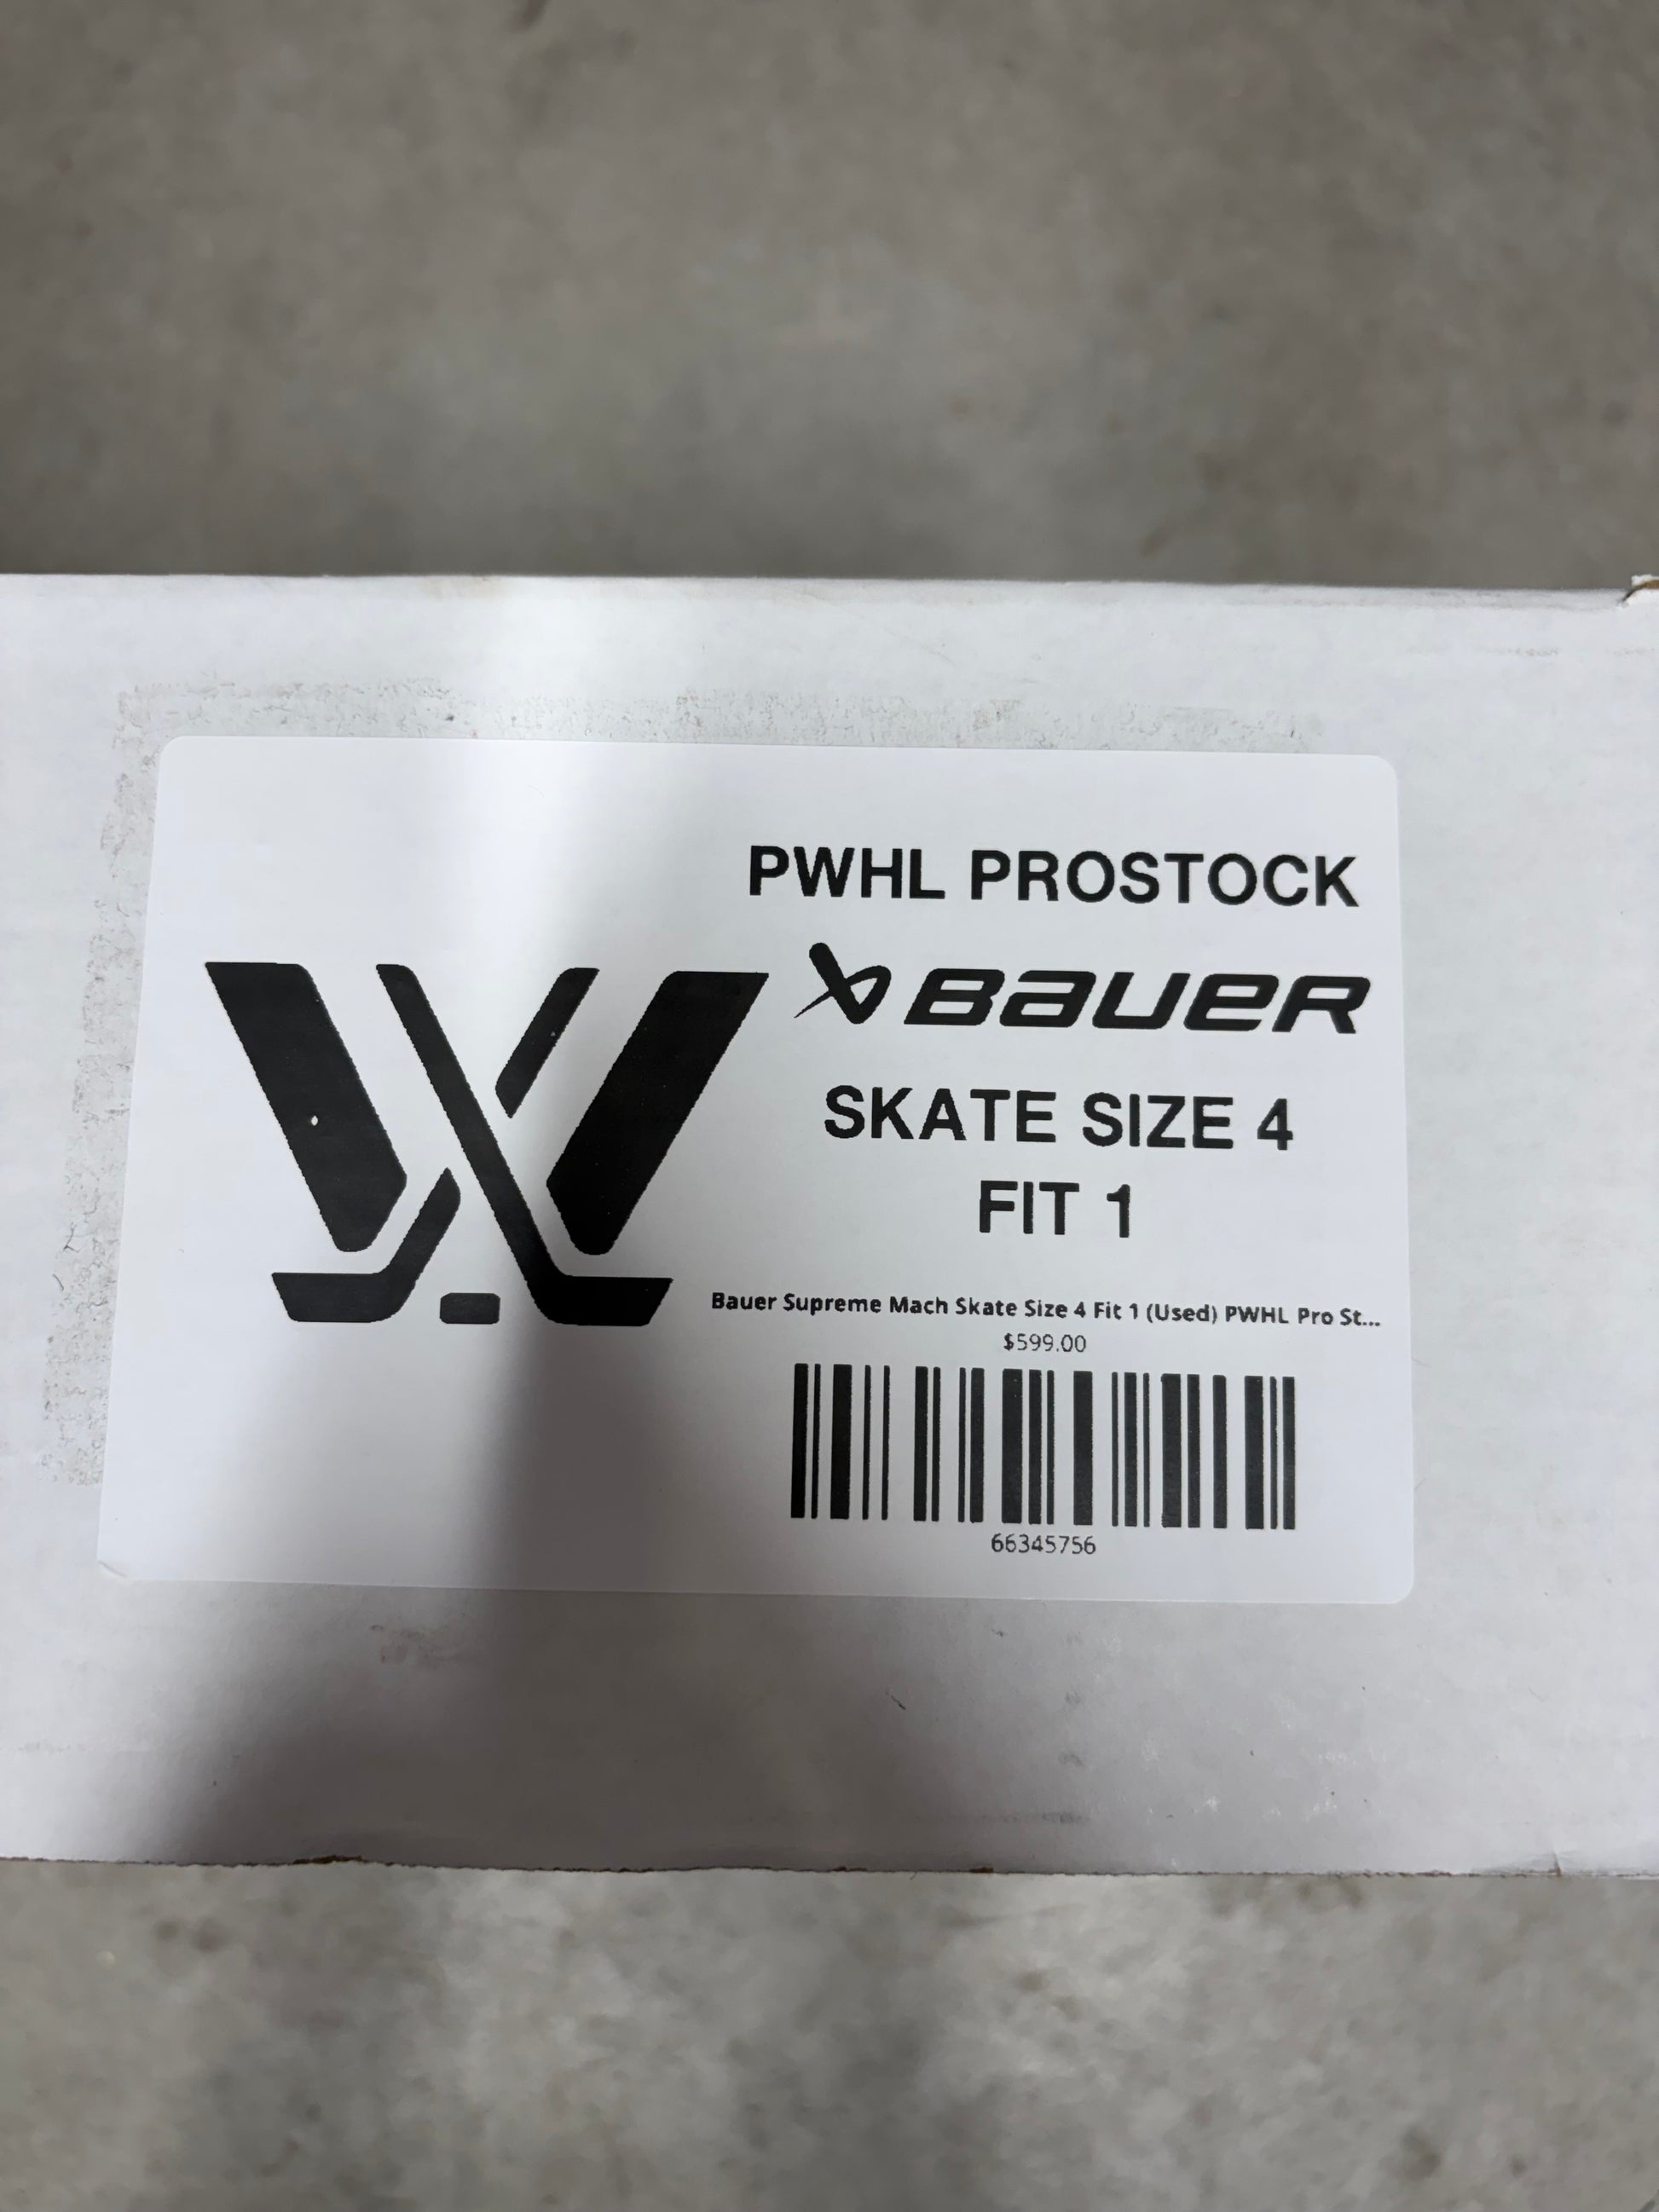 PWHL PROSTOCK
BAUER
SKATE SIZE 4
FIT 1
Bauer Supreme Mach Skate Size 4 Fit 1 (Used) PWHL Pro St...
$599.00
66345756